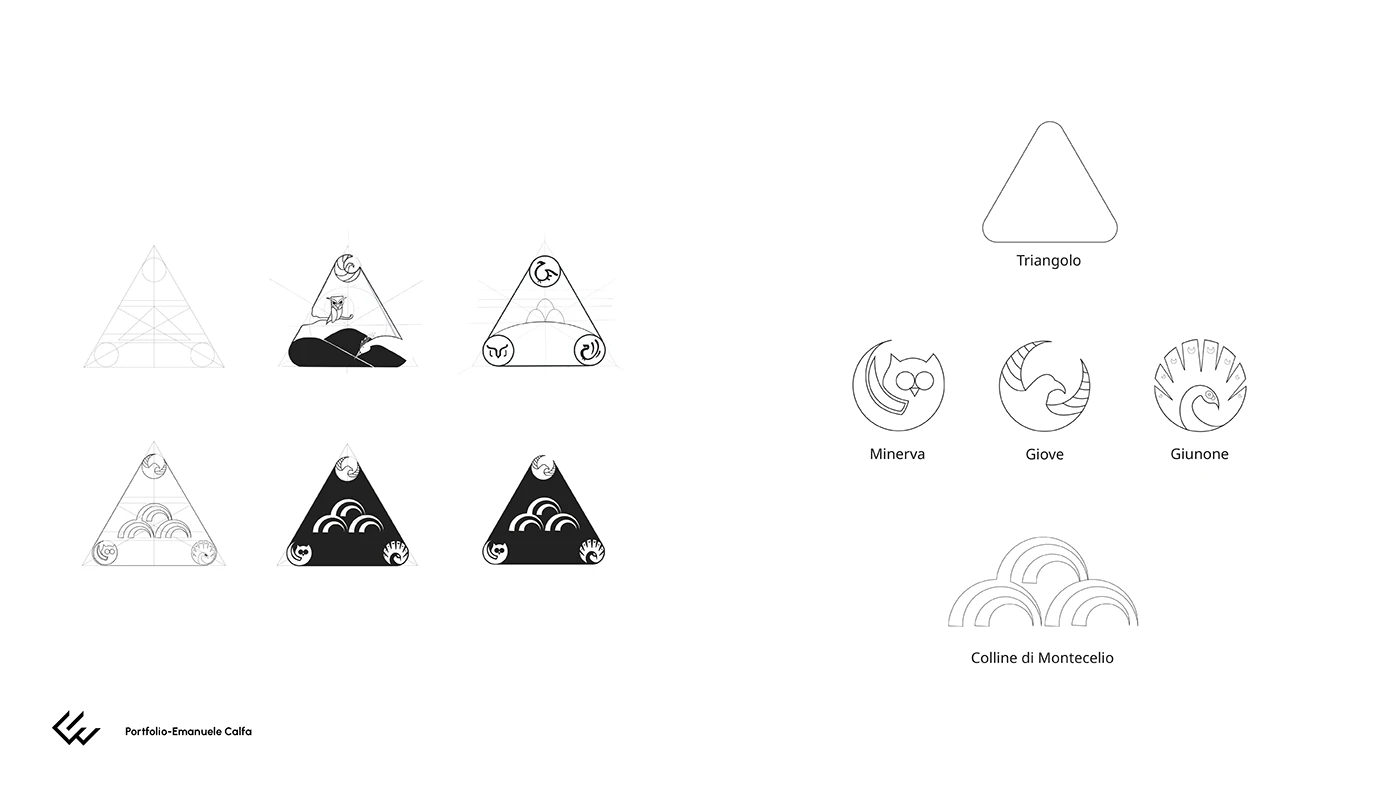 Triangolo
Minerva
Giove
Giunone
Colline di Montecelio
Portfolio-Emanuele Calfa